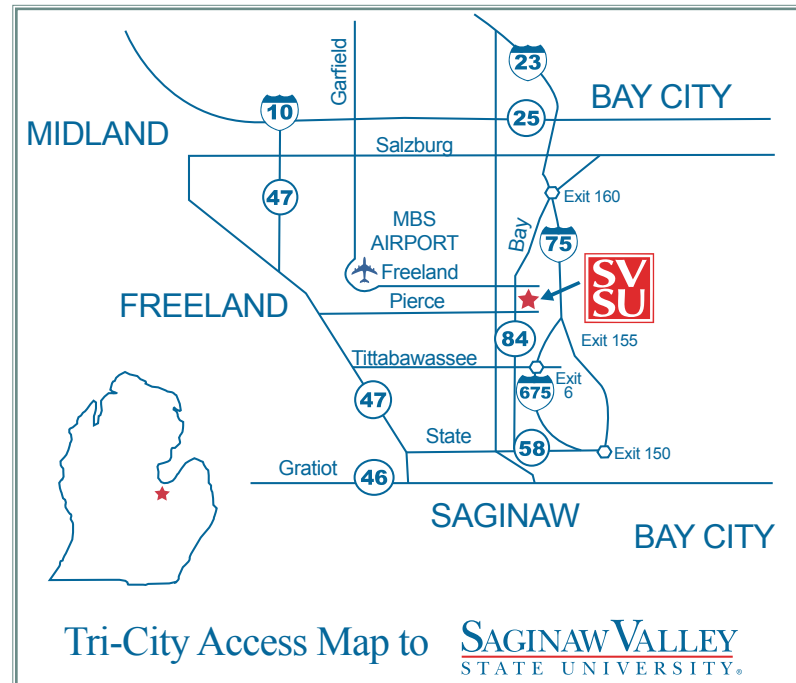 23
Garfield
BAY CITY
10
25
MIDLAND
Salzburg
47
Exit 160
MBS
AIRPORT
Bay
75
Freeland
SV
SU
FREELAND
Pierce
84
Exit 155
Tittabawassee
Exit
6
675
47
State
58
Exit 150
Gratiot
46
SAGINAW
BAY CITY
Tri-City Access Map to
SAGINAW VALLEY
STATE UNIVERSITY®